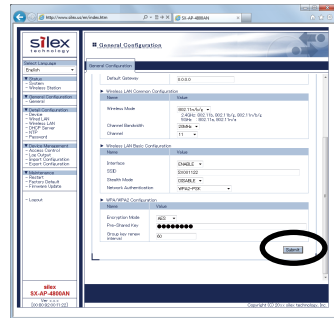 http://www.silex.us/en/index.htm
SX-AP-4800AN
silex
technology
General Configuration
Select Language
English
General Configuration
Status
- System
- Wireless Station
General Configuration
- General
Detail Configuration
- Device
- Wired LAN
- Wireless LAN
- DHCP Server
- NTP
- Password
Device Management
- Access Control
- Log Output
- Import Configuration
- Export Configuration
Maintenance
- Restart
- Factory Default
- Firmware Update
- Logout
Default Gateway 0.0.0.0
Wireless LAN Common Configuration
Name Value
Wireless Mode 802.11n/b/g
Channel Bandwidth 20MHz
Channel 11
Wireless LAN Basic Configuration
Name Value
Interface ENABLE
SSID SX001122
Stealth Mode DISABLE
Network Authentication WPA2-PSK
WPA/WPA2 Configuration
Name Value
Encryption Mode AES
Pre-Shared Key ●●●●●●●●
Group key renew interval 60
Submit
silex
SX-AP-4800AN